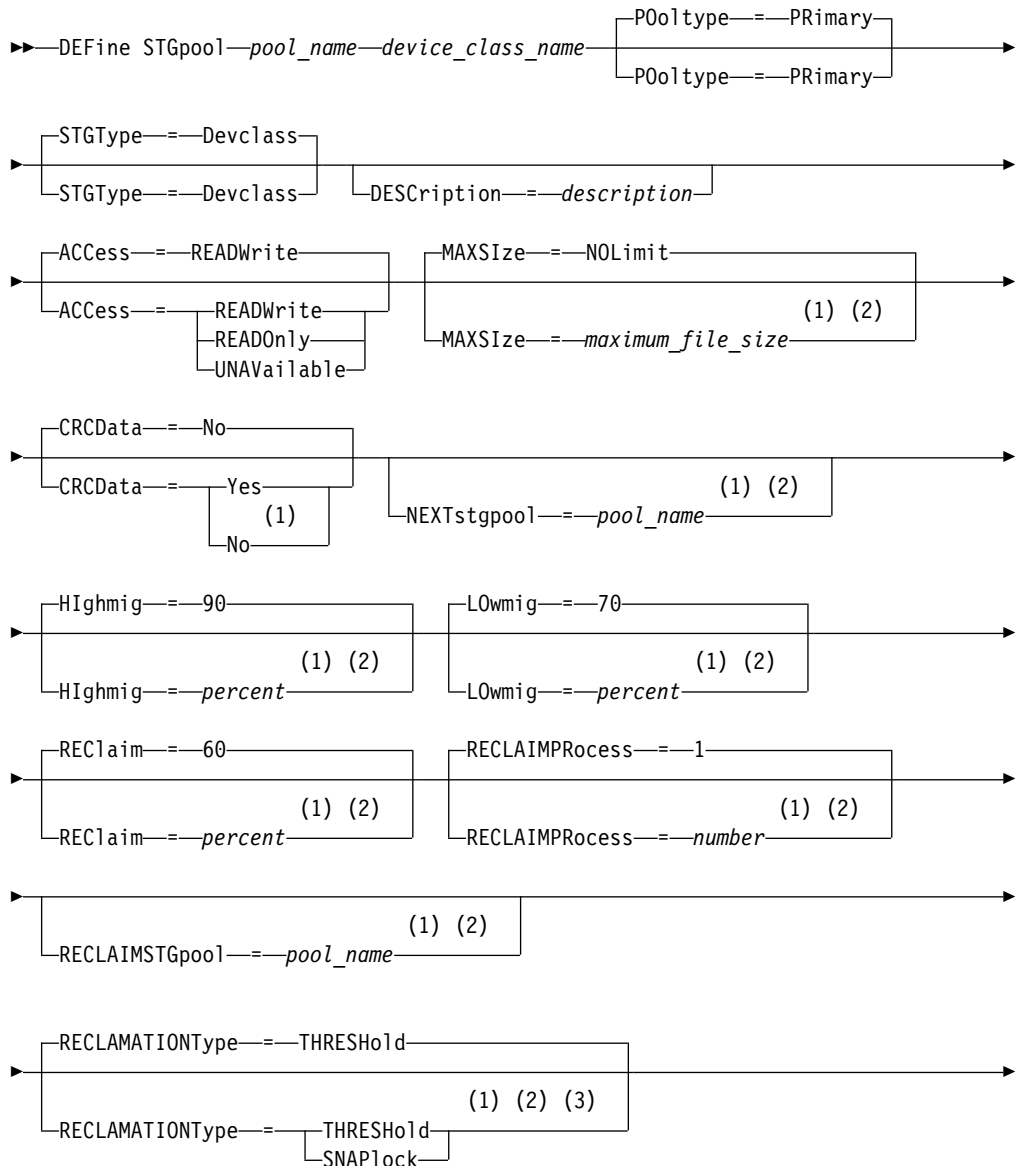 POoltype = PRimary
DEFine STGpool pool_name device_class_name
POoltype = PRimary
STGType = Devclass
STGType = Devclass
DESCription = description
ACCess = READWrite
MAXSIze = NOLimit
(1) (2)
ACCess = READWrite
READOnly
UNAVailable
MAXSIze = maximum_file_size
CRCData = No
(1) (2)
CRCData = Yes
(1)
No
NEXTstgpool = pool_name
HIghmig = 90
LOwmig = 70
(1) (2)
(1) (2)
HIghmig = percent
LOwmig = percent
REClaim = 60
RECLAIMPRocess = 1
(1) (2)
(1) (2)
REClaim = percent
RECLAIMPRocess = number
(1) (2)
RECLAIMSTGpool = pool_name
RECLAMATIONType = THRESHold
(1) (2) (3)
RECLAMATIONType = THRESHold
SNAPlock